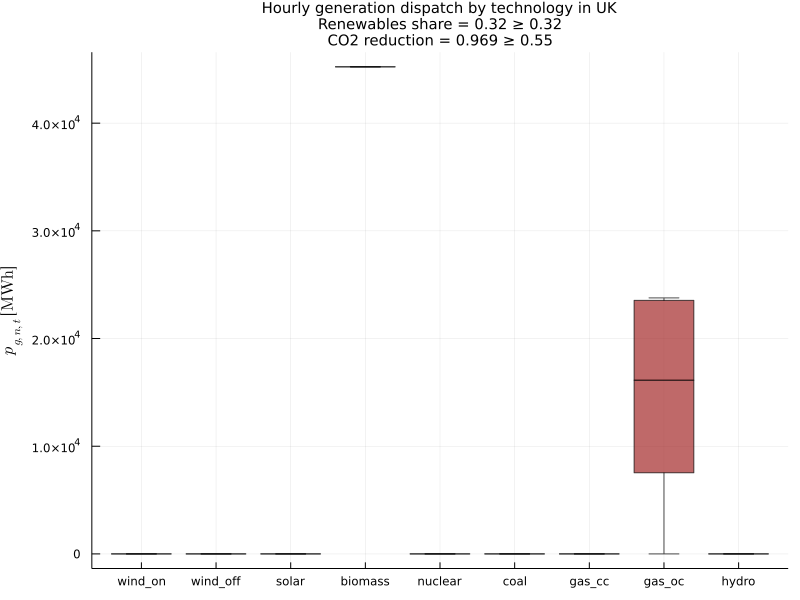 Hourly generation dispatch by technology in UK
Renewables share = 0.32 ≥ 0.32
CO2 reduction = 0.969 ≥ 0.55
4.0×10⁴
3.0×10⁴
2.0×10⁴
1.0×10⁴
0
p_{g,n,t} [MWh]
wind_on wind_off solar biomass nuclear coal gas_cc gas_oc hydro